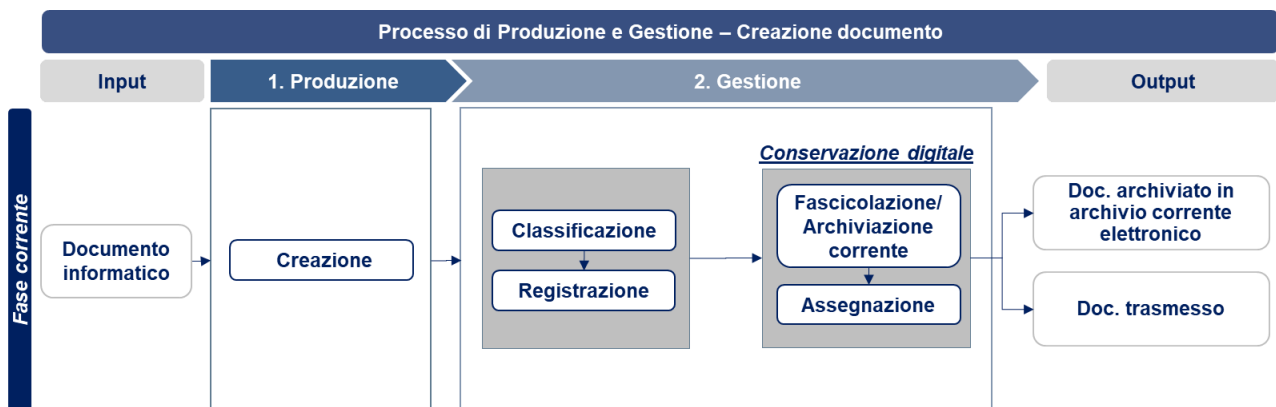 Processo di Produzione e Gestione – Creazione documento
Input
1. Produzione
2. Gestione
Output
Fase corrente
Documento
informatico
Creazione
Classificazione
Registrazione
Conservazione digitale
Fascicolazione/
Archiviazione
corrente
Assegnazione
Doc. archiviato in
archivio corrente
elettronico
Doc. trasmesso